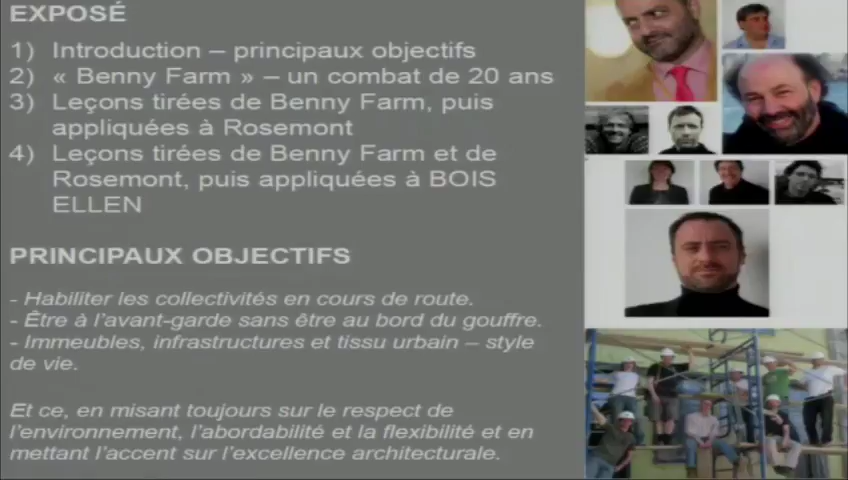 EXPOSÉ
1) Introduction – principaux objectifs
2) « Benny Farm » – un combat de 20 ans
3) Leçons tirées de Benny Farm, puis
appliquées à Rosemont
4) Leçons tirées de Benny Farm et de
Rosemont, puis appliquées à BOIS
ELLEN
PRINCIPAUX OBJECTIFS
- Habiliter les collectivités en cours de route.
- Être à l’avant-garde sans être au bord du gouffre.
- Immeubles, infrastructures et tissu urbain – style
de vie.
Et ce, en misant toujours sur le respect de
l’environnement, l’abordabilité et la flexibilité et en
mettant l’accent sur l’excellence architecturale.